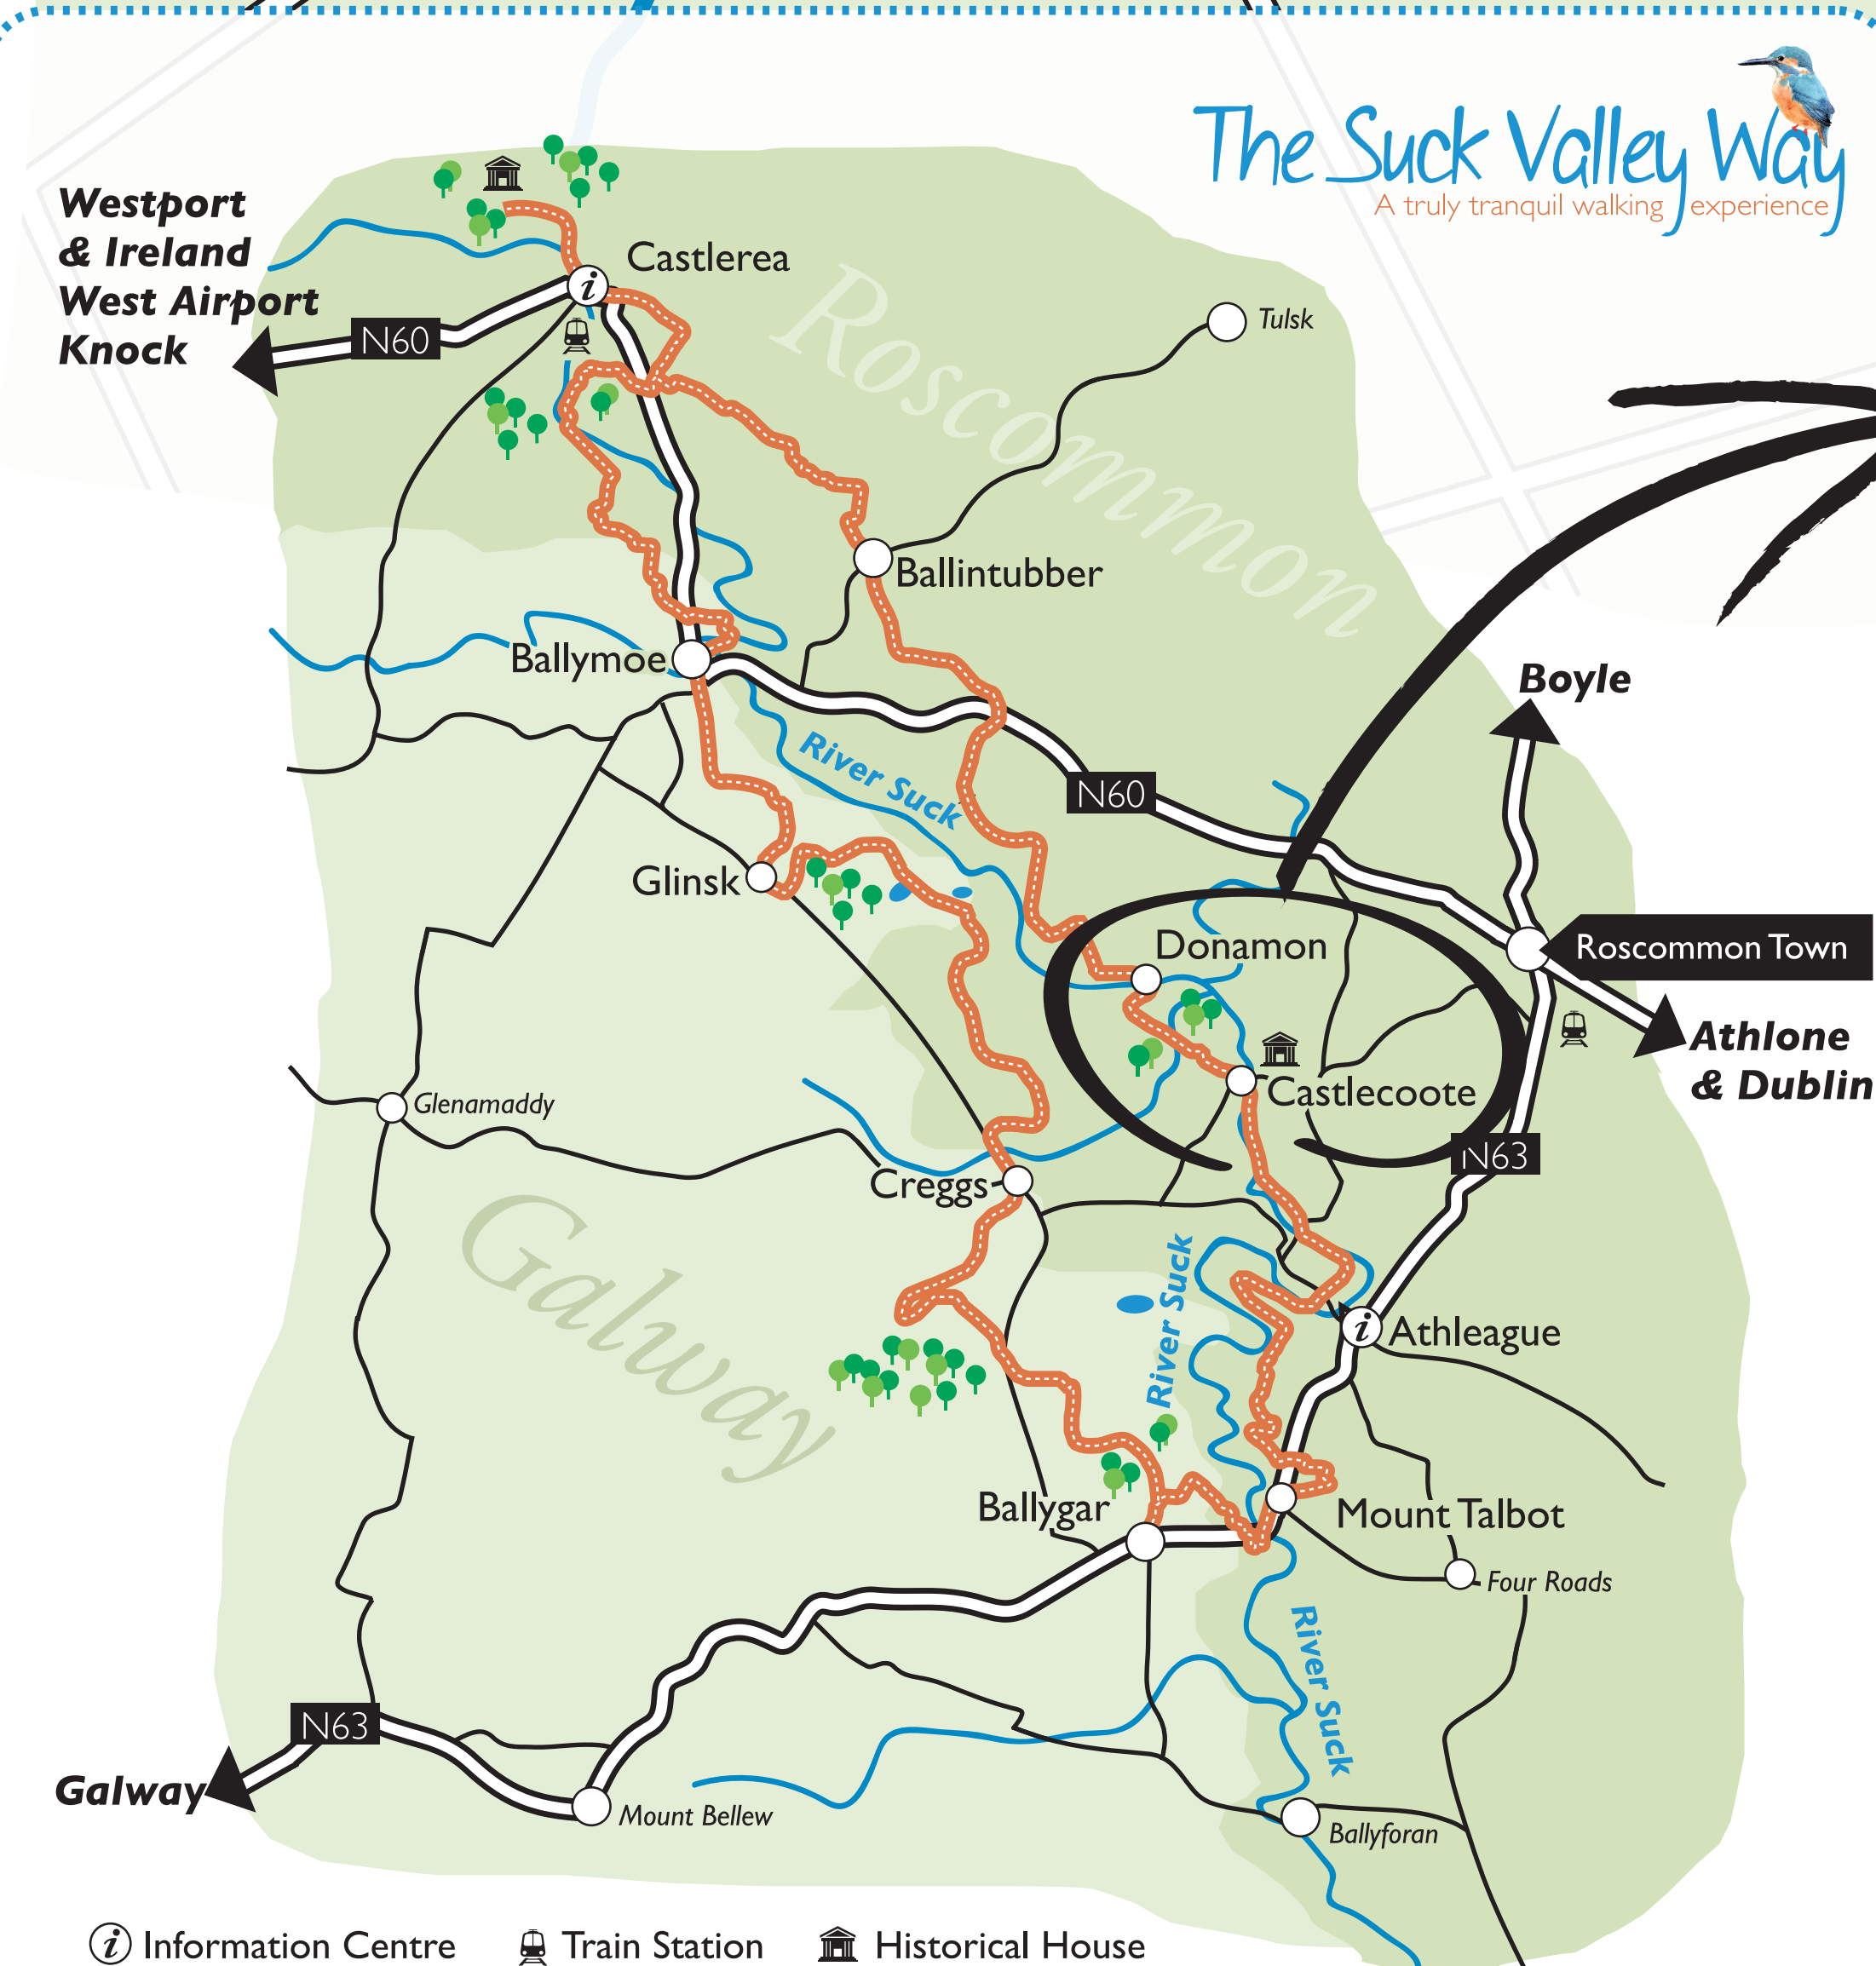 The Suck Valley Way
A truly tranquil walking experience
Westport
& Ireland
West Airport
Knock
N60
Castlerea
Roscommon
Tulsk
Ballintubber
Ballymoe
River Suck
N60
Boyle
Glinsk
Donamon
Roscommon Town
Athlone
& Dublin
Castlecoote
Glenamaddy
N63
Creggs
Galway
River Suck
Athleague
Ballygar
Mount Talbot
Four Roads
River Suck
N63
Galway
Mount Bellew
Ballyforan
i Information Centre
Train Station
Historical House